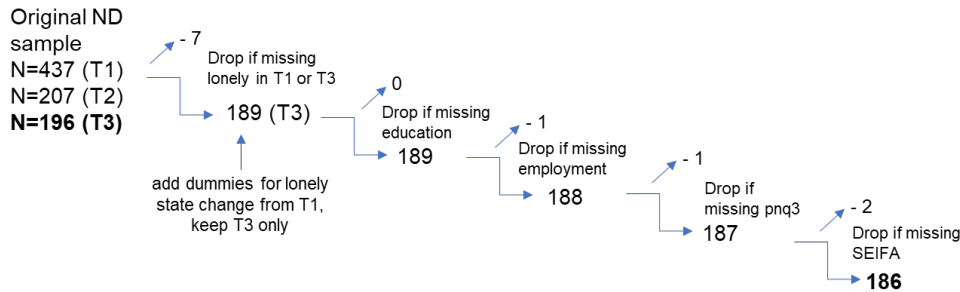 Original ND
sample
N=437 (T1)
N=207 (T2)
N=196 (T3)
- 7
Drop if missing
lonely in T1 or T3
189 (T3)
add dummies for lonely
state change from T1,
keep T3 only
0
Drop if missing
education
189
- 1
Drop if missing
employment
188
- 1
Drop if
missing pnq3
187
- 2
Drop if missing
SEIFA
186